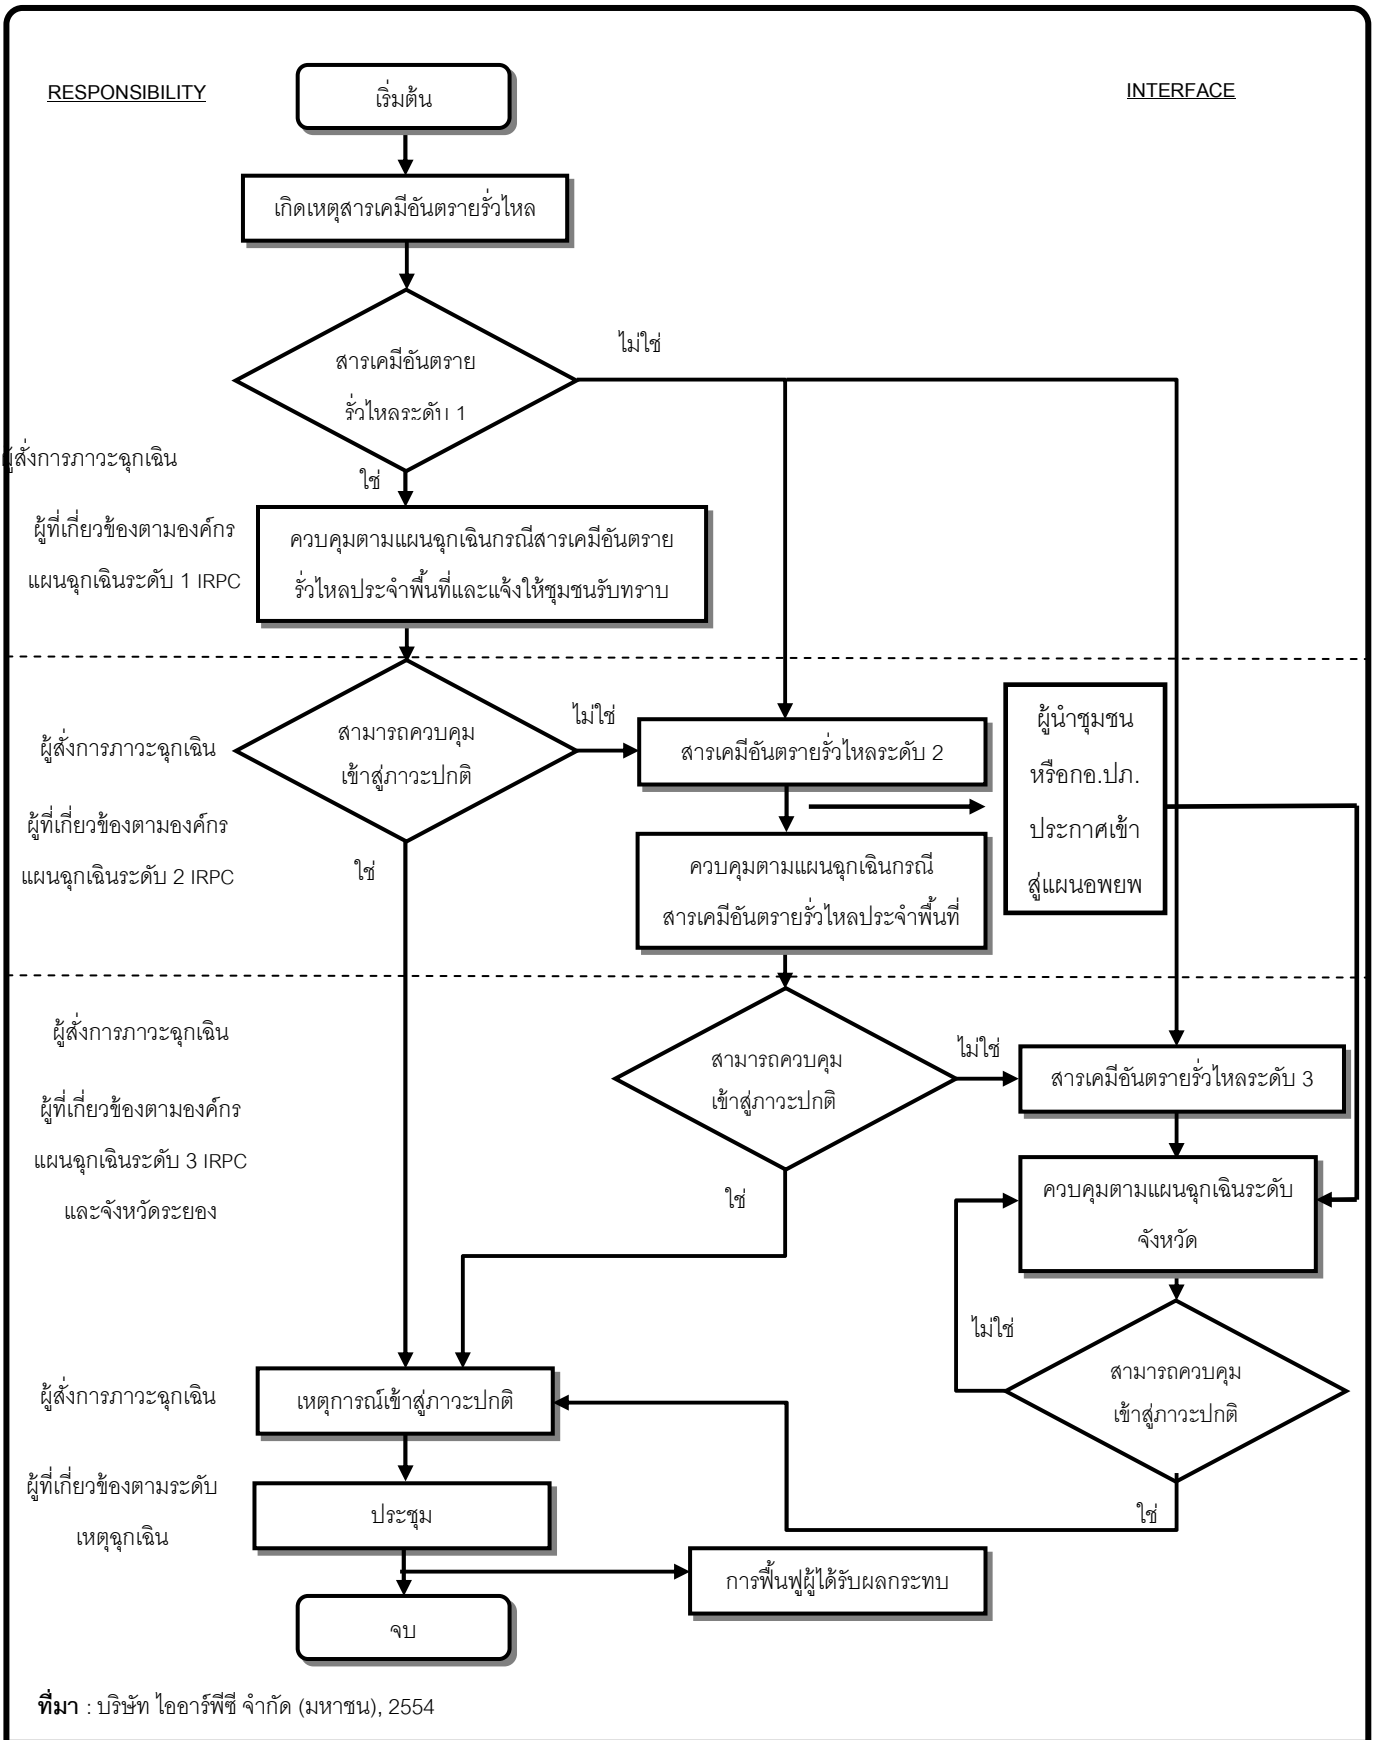 RESPONSIBILITY
INTERFACE
เริ่มต้น
เกิดเหตุสารเคมีอันตรายรั่วไหล
ไม่ใช่
สารเคมีอันตราย
รั่วไหลระดับ 1
ผู้สั่งการภาวะฉุกเฉิน
ใช่
ผู้ที่เกี่ยวข้องตามองค์กร
แผนฉุกเฉินระดับ 1 IRPC
ควบคุมตามแผนฉุกเฉินกรณีสารเคมีอันตราย
รั่วไหลประจำพื้นที่และแจ้งให้ชุมชนรับทราบ
ผู้สั่งการภาวะฉุกเฉิน
ผู้ที่เกี่ยวข้องตามองค์กร
แผนฉุกเฉินระดับ 2 IRPC
สามารถควบคุม
เข้าสู่ภาวะปกติ
ไม่ใช่
ใช่
สารเคมีอันตรายรั่วไหลระดับ 2
ควบคุมตามแผนฉุกเฉินกรณี
สารเคมีอันตรายรั่วไหลประจำพื้นที่
ผู้นำชุมชน
หรือกอ.ปภ.
ประกาศเข้า
สู่แผนอพยพ
ผู้สั่งการภาวะฉุกเฉิน
ผู้ที่เกี่ยวข้องตามองค์กร
แผนฉุกเฉินระดับ 3 IRPC
และจังหวัดระยอง
สามารถควบคุม
เข้าสู่ภาวะปกติ
ไม่ใช่
ใช่
สารเคมีอันตรายรั่วไหลระดับ 3
ควบคุมตามแผนฉุกเฉินระดับ
จังหวัด
ไม่ใช่
สามารถควบคุม
เข้าสู่ภาวะปกติ
ใช่
ผู้สั่งการภาวะฉุกเฉิน
เหตุการณ์เข้าสู่ภาวะปกติ
ผู้ที่เกี่ยวข้องตามระดับ
เหตุฉุกเฉิน
ประชุม
การฟื้นฟูผู้ได้รับผลกระทบ
จบ
ที่มา : บริษัท ไออาร์พีซี จำกัด (มหาชน), 2554